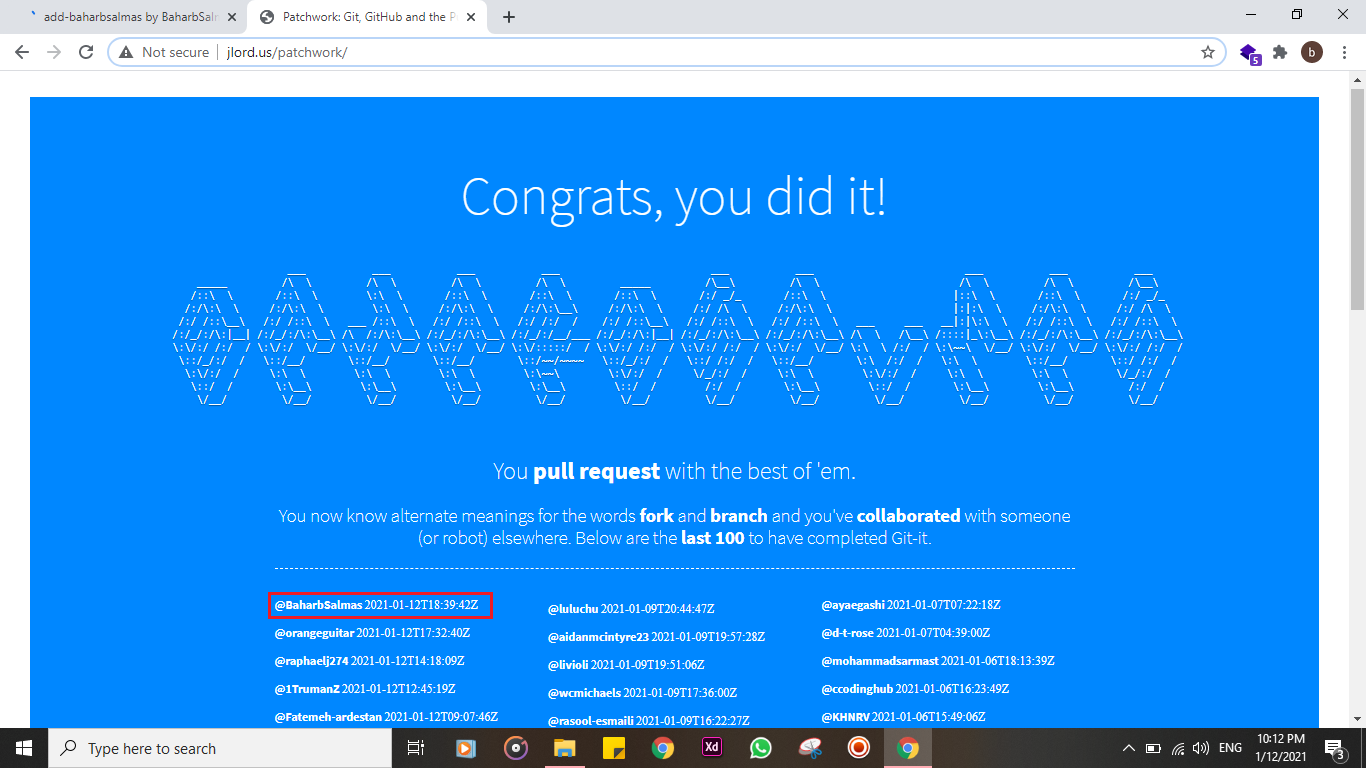 add-baharbsalmas by BaharbSaln
Patchwork: Git, GitHub and the P
Not secure
jlord.us/patchwork/
5
b
Congrats, you did it!
You pull request with the best of 'em.
You now know alternate meanings for the words fork and branch and you've collaborated with someone
(or robot) elsewhere. Below are the last 100 to have completed Git-it.
@BaharbSalmas 2021-01-12T18:39:42Z
@orangeguitar 2021-01-12T17:32:40Z
@raphaelj274 2021-01-12T14:18:09Z
@1TrumanZ 2021-01-12T12:45:19Z
@Fatemeh-ardestan 2021-01-12T09:07:46Z
@luluchu 2021-01-09T20:44:47Z
@aidanmcintyre23 2021-01-09T19:57:28Z
@livioli 2021-01-09T19:51:06Z
@wcmichaels 2021-01-09T17:36:00Z
@rasool-esmaili 2021-01-09T16:22:27Z
@ayaegashi 2021-01-07T07:22:18Z
@d-t-rose 2021-01-07T04:39:00Z
@mohammadsarmast 2021-01-06T18:13:39Z
@ccodinghub 2021-01-06T16:23:49Z
@KHNRV 2021-01-06T15:49:06Z
Type here to search
Xd
ENG
10:12 PM
1/12/2021
3